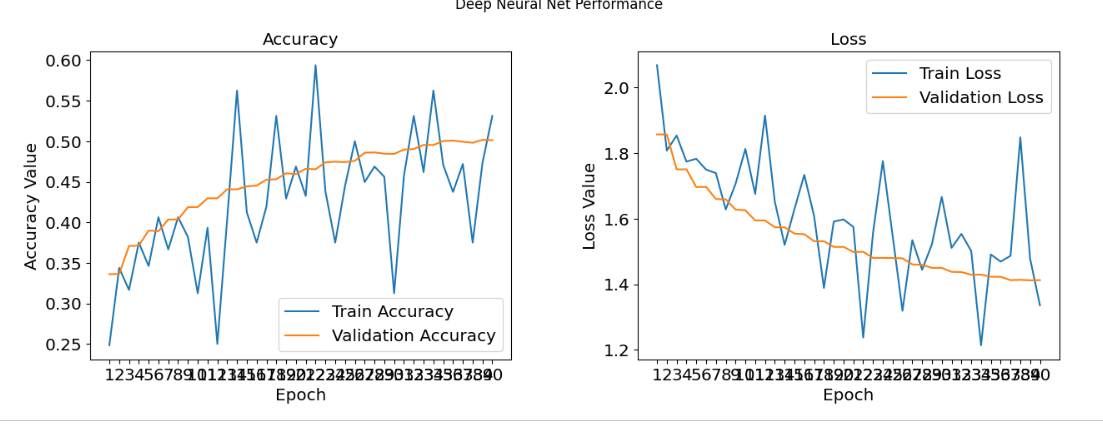 Deep Neural Net Performance
Accuracy
0.60
0.55
0.50
0.45
0.40
0.35
0.30
0.25
Accuracy Value
Train Accuracy
Validation Accuracy
Epoch
Loss
2.0
1.8
1.6
1.4
1.2
Loss Value
Train Loss
Validation Loss
Epoch